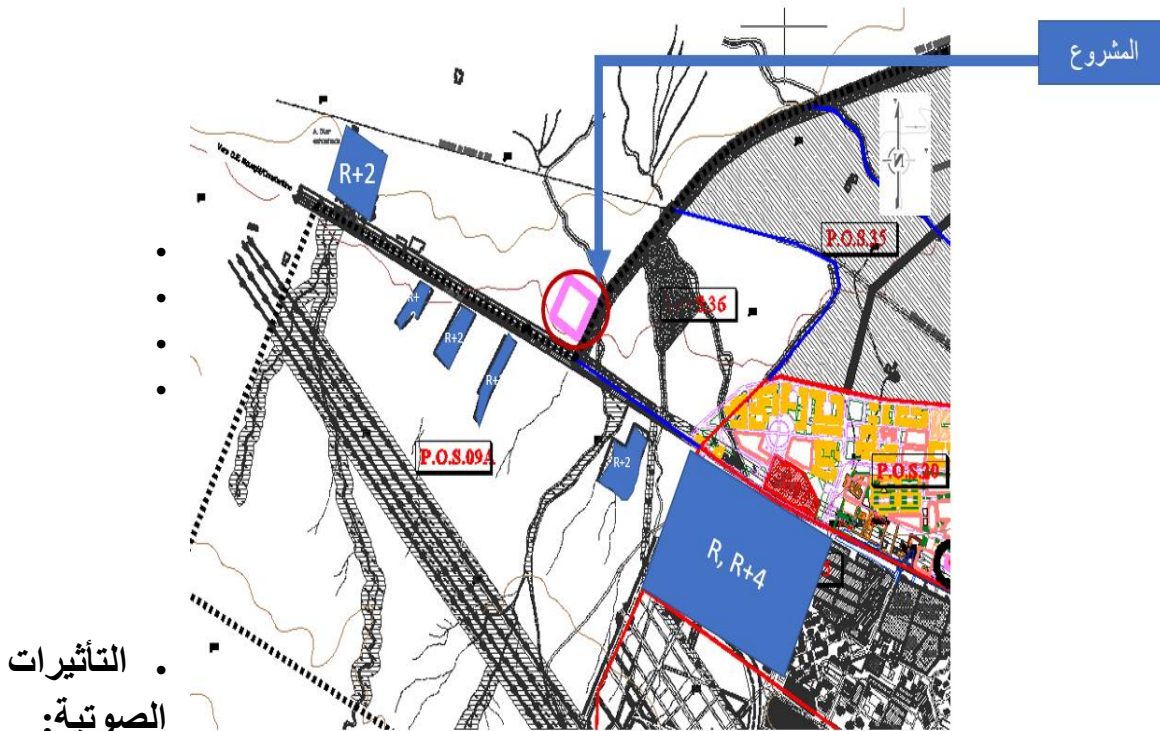 المشروع
R+2
N
P.O.S.35
36
R+
R+2
R+
P.O.S.09A
R+2
P.O.S.20
R, R+4
. التأثيرات
الصوتية: